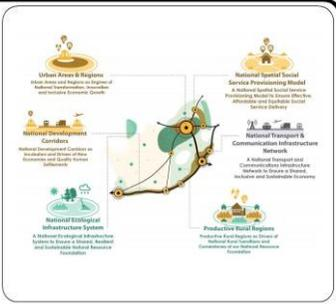 Urban Areas & Regions
Urban Areas and Regions as Engines of
National Transformation, Innovation
and Inclusive Economic Growth
National Spatial Social
Service Provisioning Model
A National Spatial Social Service
Provisioning Model to Ensure Effective,
Affordable and Equitable Social
Service Delivery
National Development
Corridors
National Development Corridors as
Incubators and Drivers of New
Economies and Quality Human
Settlements
National Transport &
Communication Infrastructure
Network
A National Transport and
Communications Infrastructure
Network to Ensure a Shared,
Inclusive and Sustainable Economy
National Ecological
Infrastructure System
A National Ecological Infrastructure
System to Ensure a Shared, Resilient
and Sustainable National Resource
Foundation
Productive Rural Regions
Productive Rural Regions as Drivers of
National Rural Transitions and
Cornerstones of our National Resource
Foundation